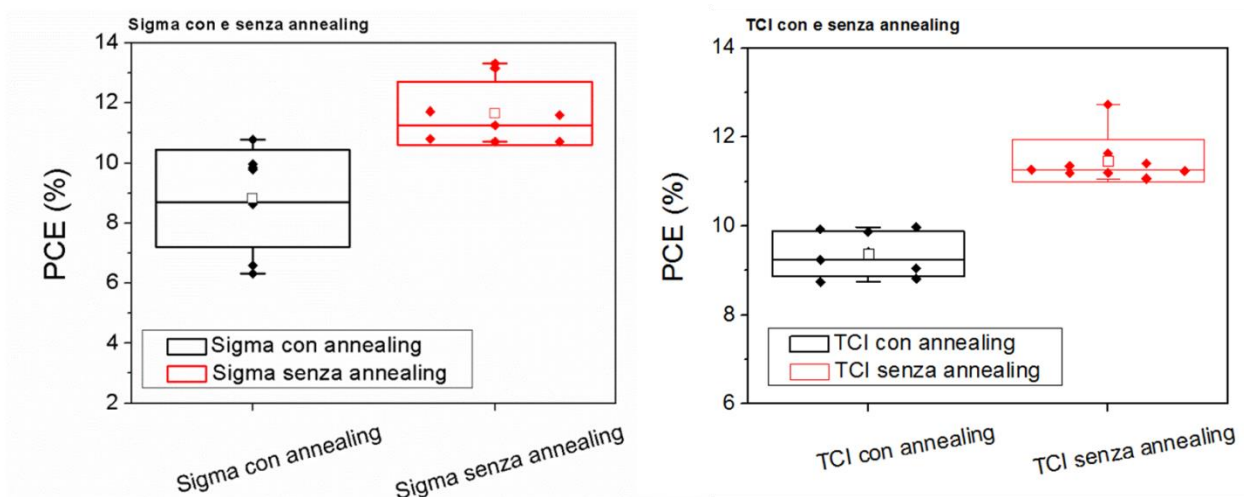 Sigma con e senza annealing
14
12
10
8
6
4
2
PCE (%)
Sigma con annealing
Sigma senza annealing
Sigma con annealing
Sigma senza annealing
TCI con e senza annealing
14
12
10
8
6
PCE (%)
TCI con annealing
TCI senza annealing
TCI con annealing
TCI senza annealing